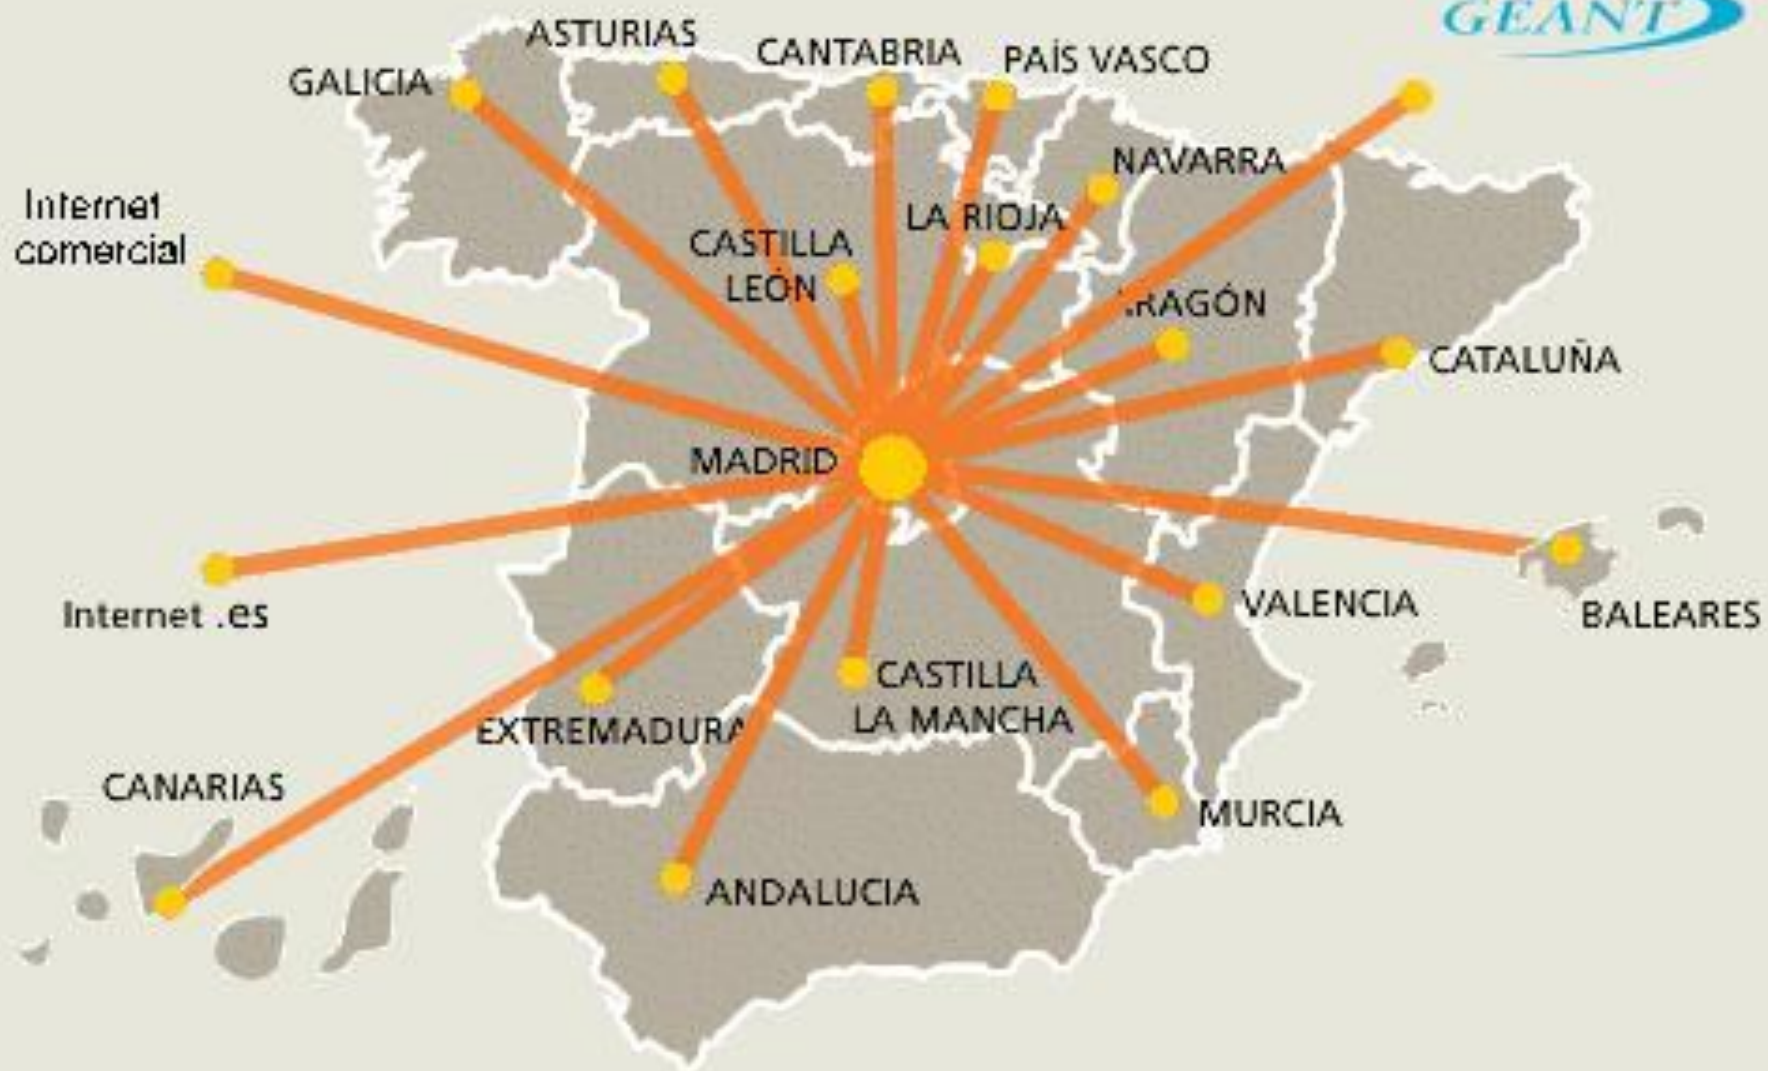 GÉANT
ASTURIAS
CANTABRIA
PAÍS VASCO
GALICIA
NAVARRA
Internet
comercial
LA RIOJA
CASTILLA
LEÓN
.RAGÓN
CATALUÑA
MADRID
Internet .es
VALENCIA
BALEARES
CASTILLA
LA MANCHA
EXTREMADURA
CANARIAS
MURCIA
ANDALUCIA